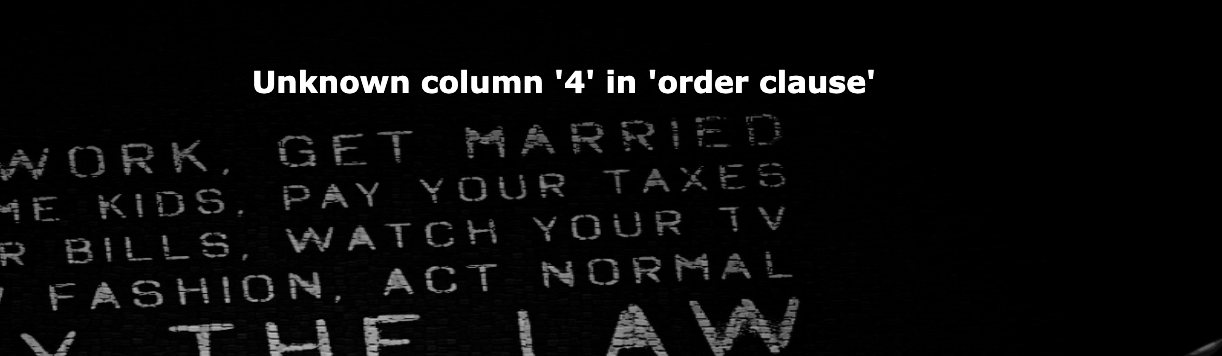 Unknown column '4' in 'order clause'
WORK, GET MARRIED
KIDS, PAY YOUR TAXES
BILLS, WATCH YOUR TV
FASHION, ACT NORMAL
THE LAW